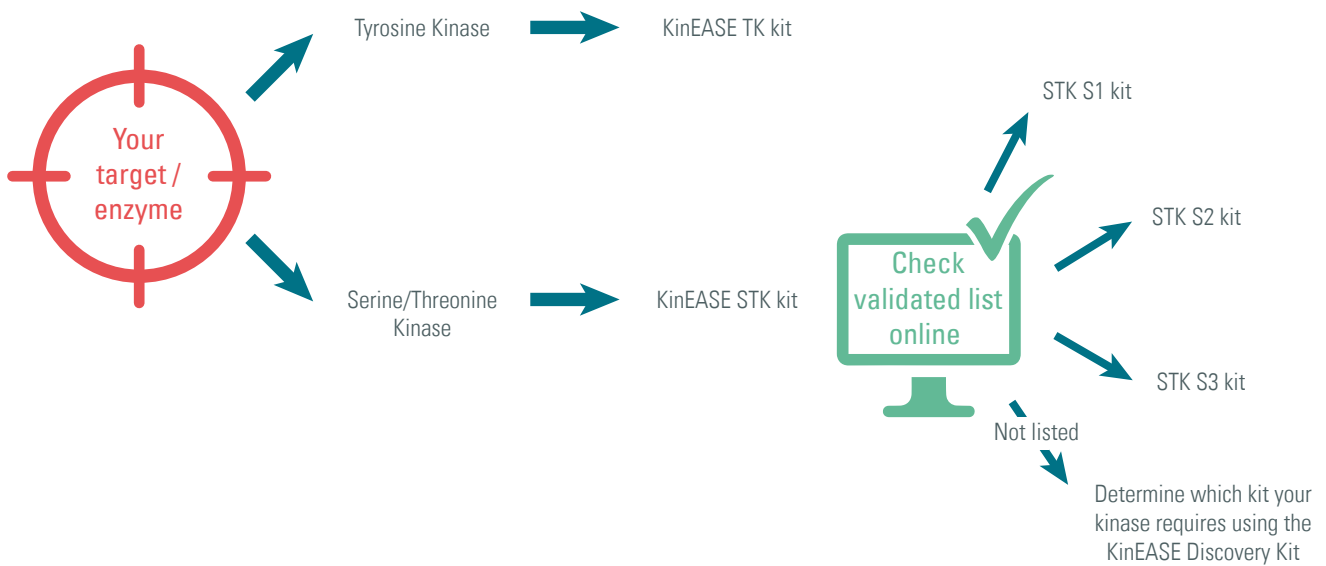 Tyrosine Kinase
KinEASE TK kit
Your
target /
enzyme
Serine/Threonine
Kinase
KinEASE STK kit
Check
validated list
online
STK S1 kit
STK S2 kit
STK S3 kit
Not listed
Determine which kit your
kinase requires using the
KinEASE Discovery Kit